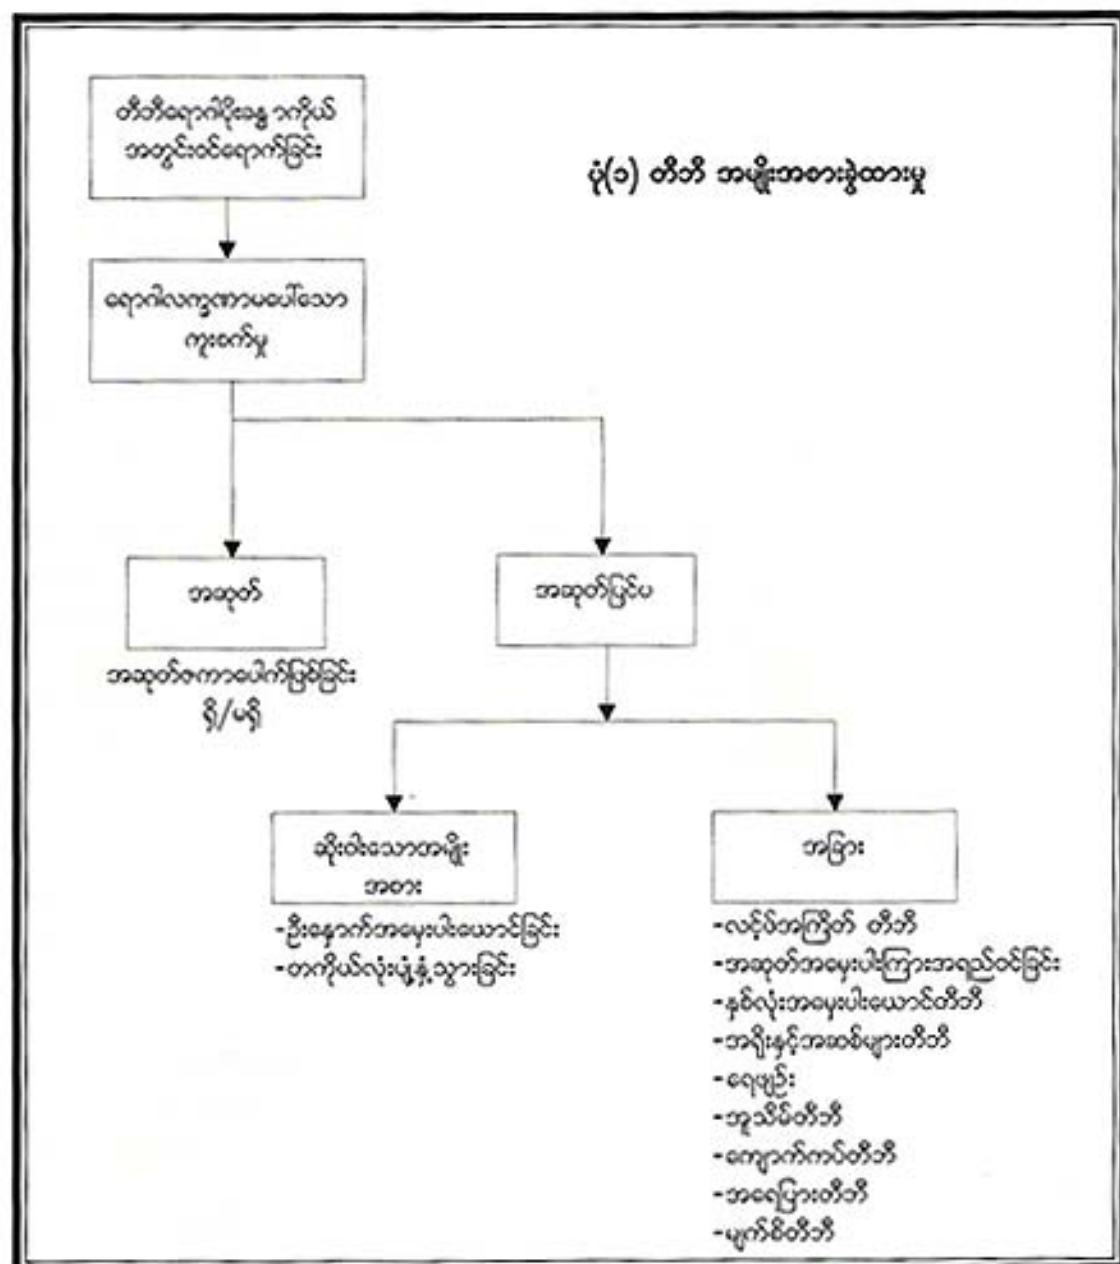 တီဘီရောဂါပိုးခန္ဓာကိုယ်
အတွင်းဝင်ရောက်ခြင်း
ပုံ(၁) တီဘီ အမျိုးအစားခွဲထားမှု
ရောဂါလက္ခဏာမပေါ်သော
ကူးစက်မှု
အဆုတ်
အဆုတ်ဇကာပေါက်ဖြစ်ခြင်း
ရှိ/မရှိ
အဆုတ်ပြင်ပ
ဆိုးဝါးသောအမျိုး
အစား
-ဦးနှောက်အမှေးပါးယောင်ခြင်း
-တကိုယ်လုံးပျံ့နှံ့သွားခြင်း
အခြား
-လင့်ဖ်အကြိတ် တီဘီ
-အဆုတ်အမှေးပါးကြားအရည်ဝင်ခြင်း
-နှစ်လုံးအမှေးပါးယောင်တီဘီ
-အရိုးနှင့်အဆစ်များတီဘီ
-ရေဖျဉ်း
-အူသိမ်တီဘီ
-ကျောက်ကပ်တီဘီ
-အရေပြားတီဘီ
-မျက်စိတီဘီ